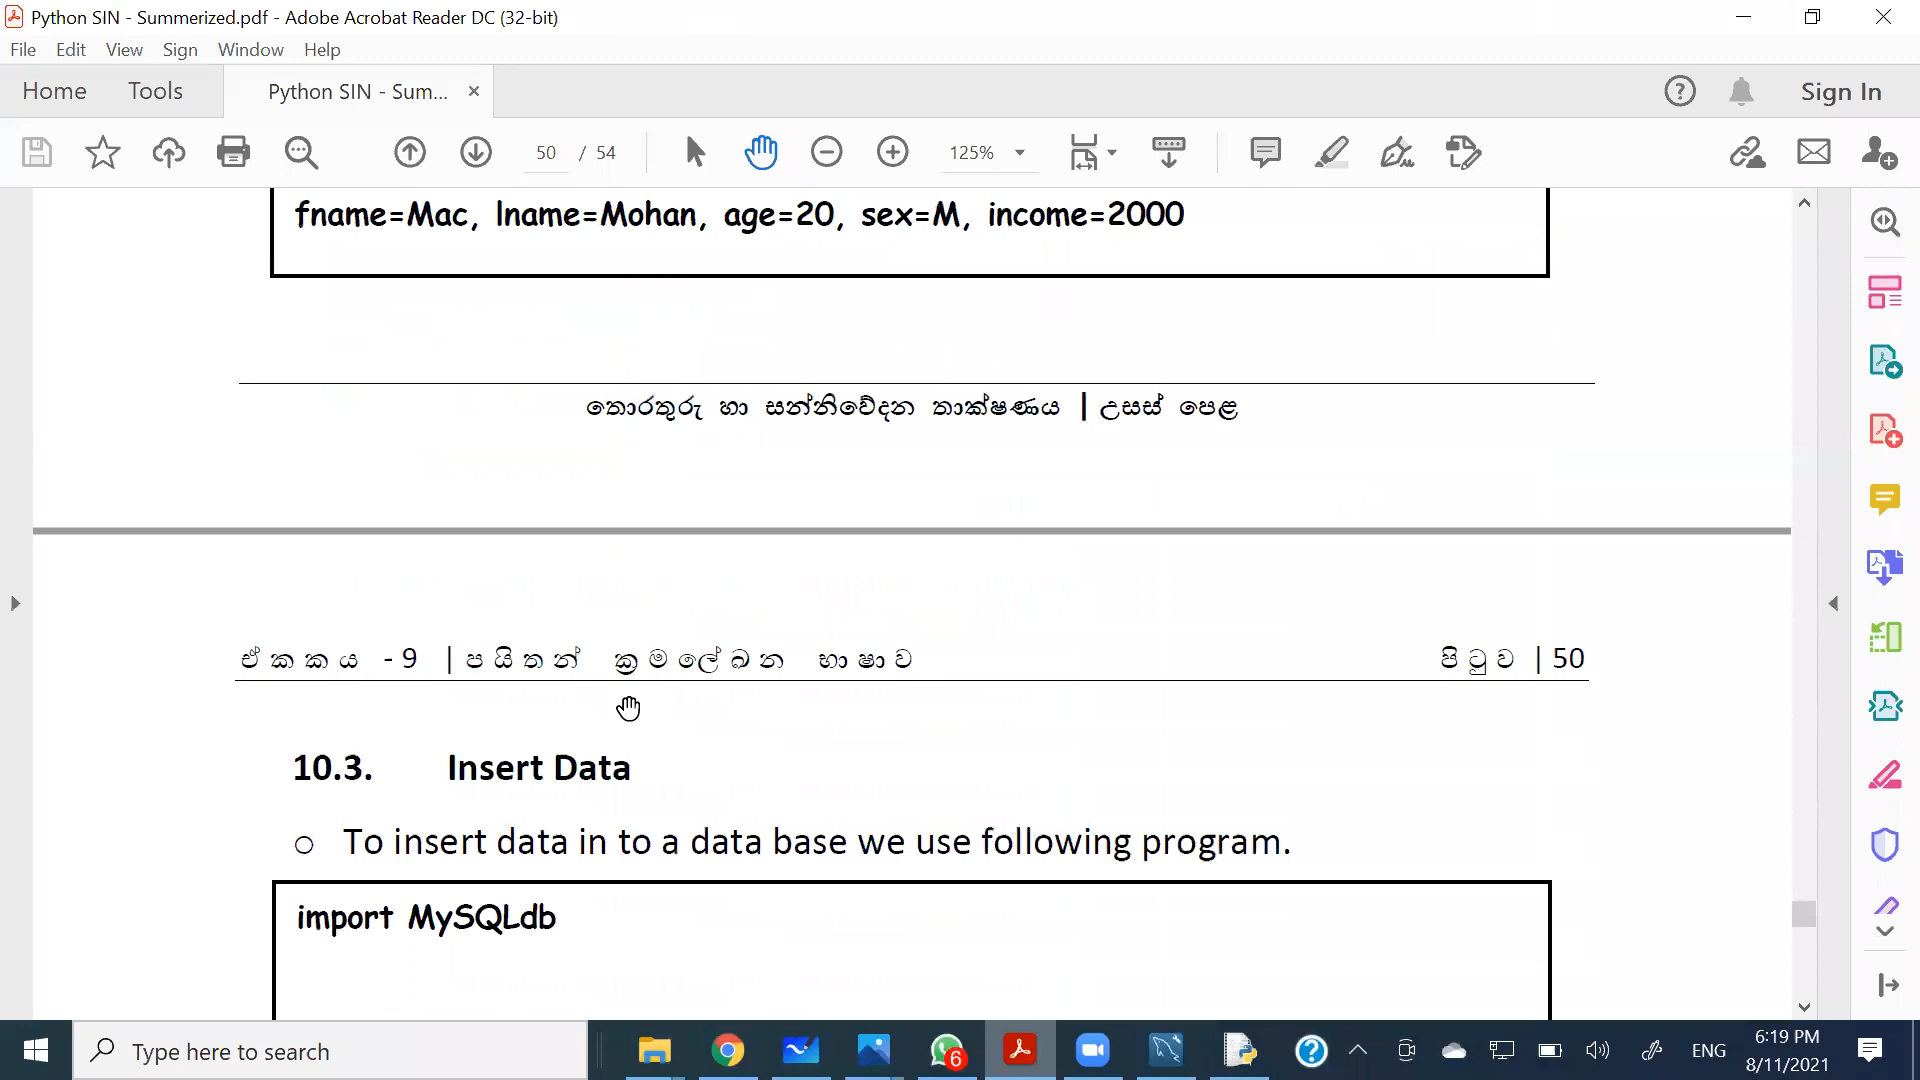 Python SIN - Summerized.pdf - Adobe Acrobat Reader DC (32-bit)
File Edit View Sign Window Help
Home Tools Python SIN - Sum... × Sign In
50 / 54 125%
fname=Mac, lname=Mohan, age=20, sex=M, income=2000
තොරතුරු හා සන්නිවේදන තාක්ෂණය | උසස් පෙළ
ඒකකය - 9 | පයිතන් ක්‍රමලේඛන භාෂාව පිටුව | 50
10.3. Insert Data
o To insert data in to a data base we use following program.
import MySQLdb
Type here to search 6 ENG 6:19 PM
8/11/2021